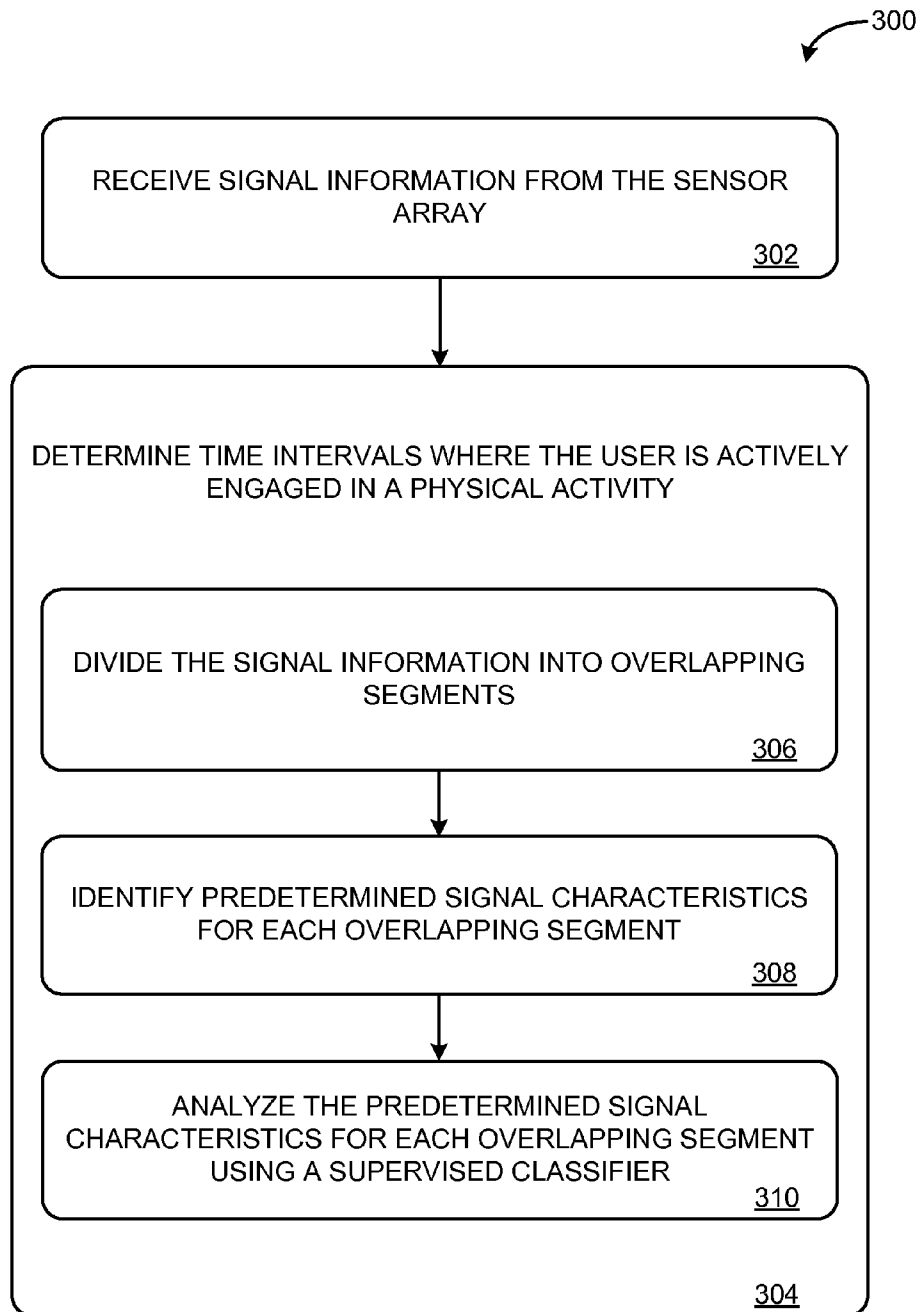 300
RECEIVE SIGNAL INFORMATION FROM THE SENSOR
ARRAY
302
DETERMINE TIME INTERVALS WHERE THE USER IS ACTIVELY
ENGAGED IN A PHYSICAL ACTIVITY
DIVIDE THE SIGNAL INFORMATION INTO OVERLAPPING
SEGMENTS
306
IDENTIFY PREDETERMINED SIGNAL CHARACTERISTICS
FOR EACH OVERLAPPING SEGMENT
308
ANALYZE THE PREDETERMINED SIGNAL
CHARACTERISTICS FOR EACH OVERLAPPING SEGMENT
USING A SUPERVISED CLASSIFIER
310
304